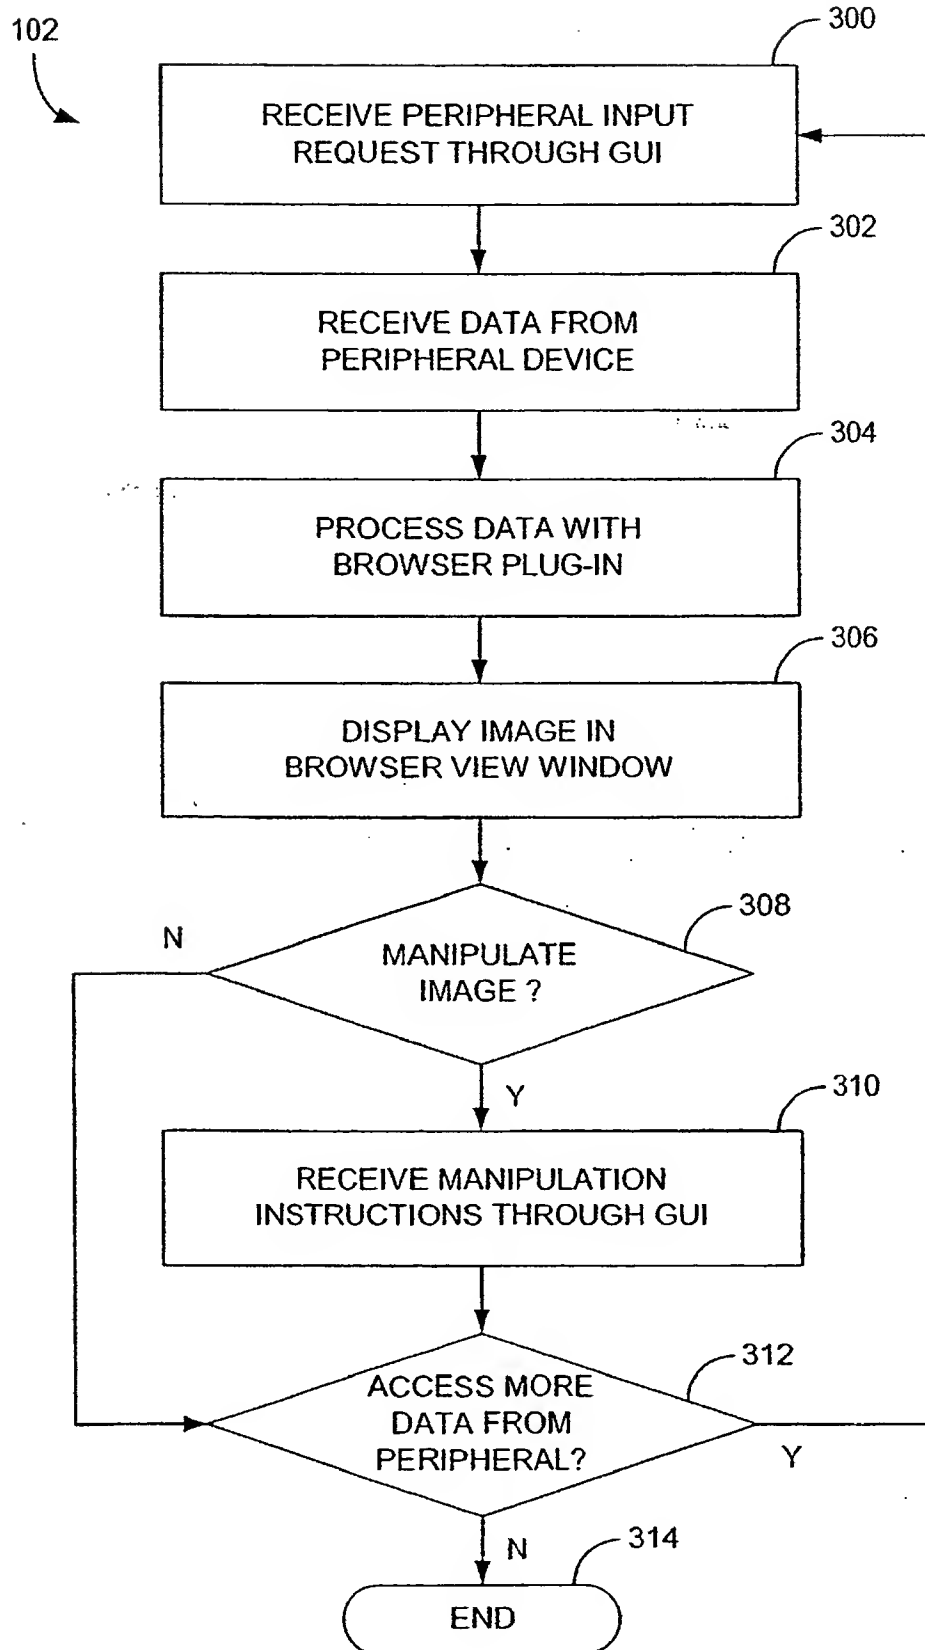 102
300
RECEIVE PERIPHERAL INPUT
REQUEST THROUGH GUI
302
RECEIVE DATA FROM
PERIPHERAL DEVICE
304
PROCESS DATA WITH
BROWSER PLUG-IN
306
DISPLAY IMAGE IN
BROWSER VIEW WINDOW
308
N
MANIPULATE
IMAGE ?
Y
310
RECEIVE MANIPULATION
INSTRUCTIONS THROUGH GUI
312
ACCESS MORE
DATA FROM
PERIPHERAL?
Y
N
314
END